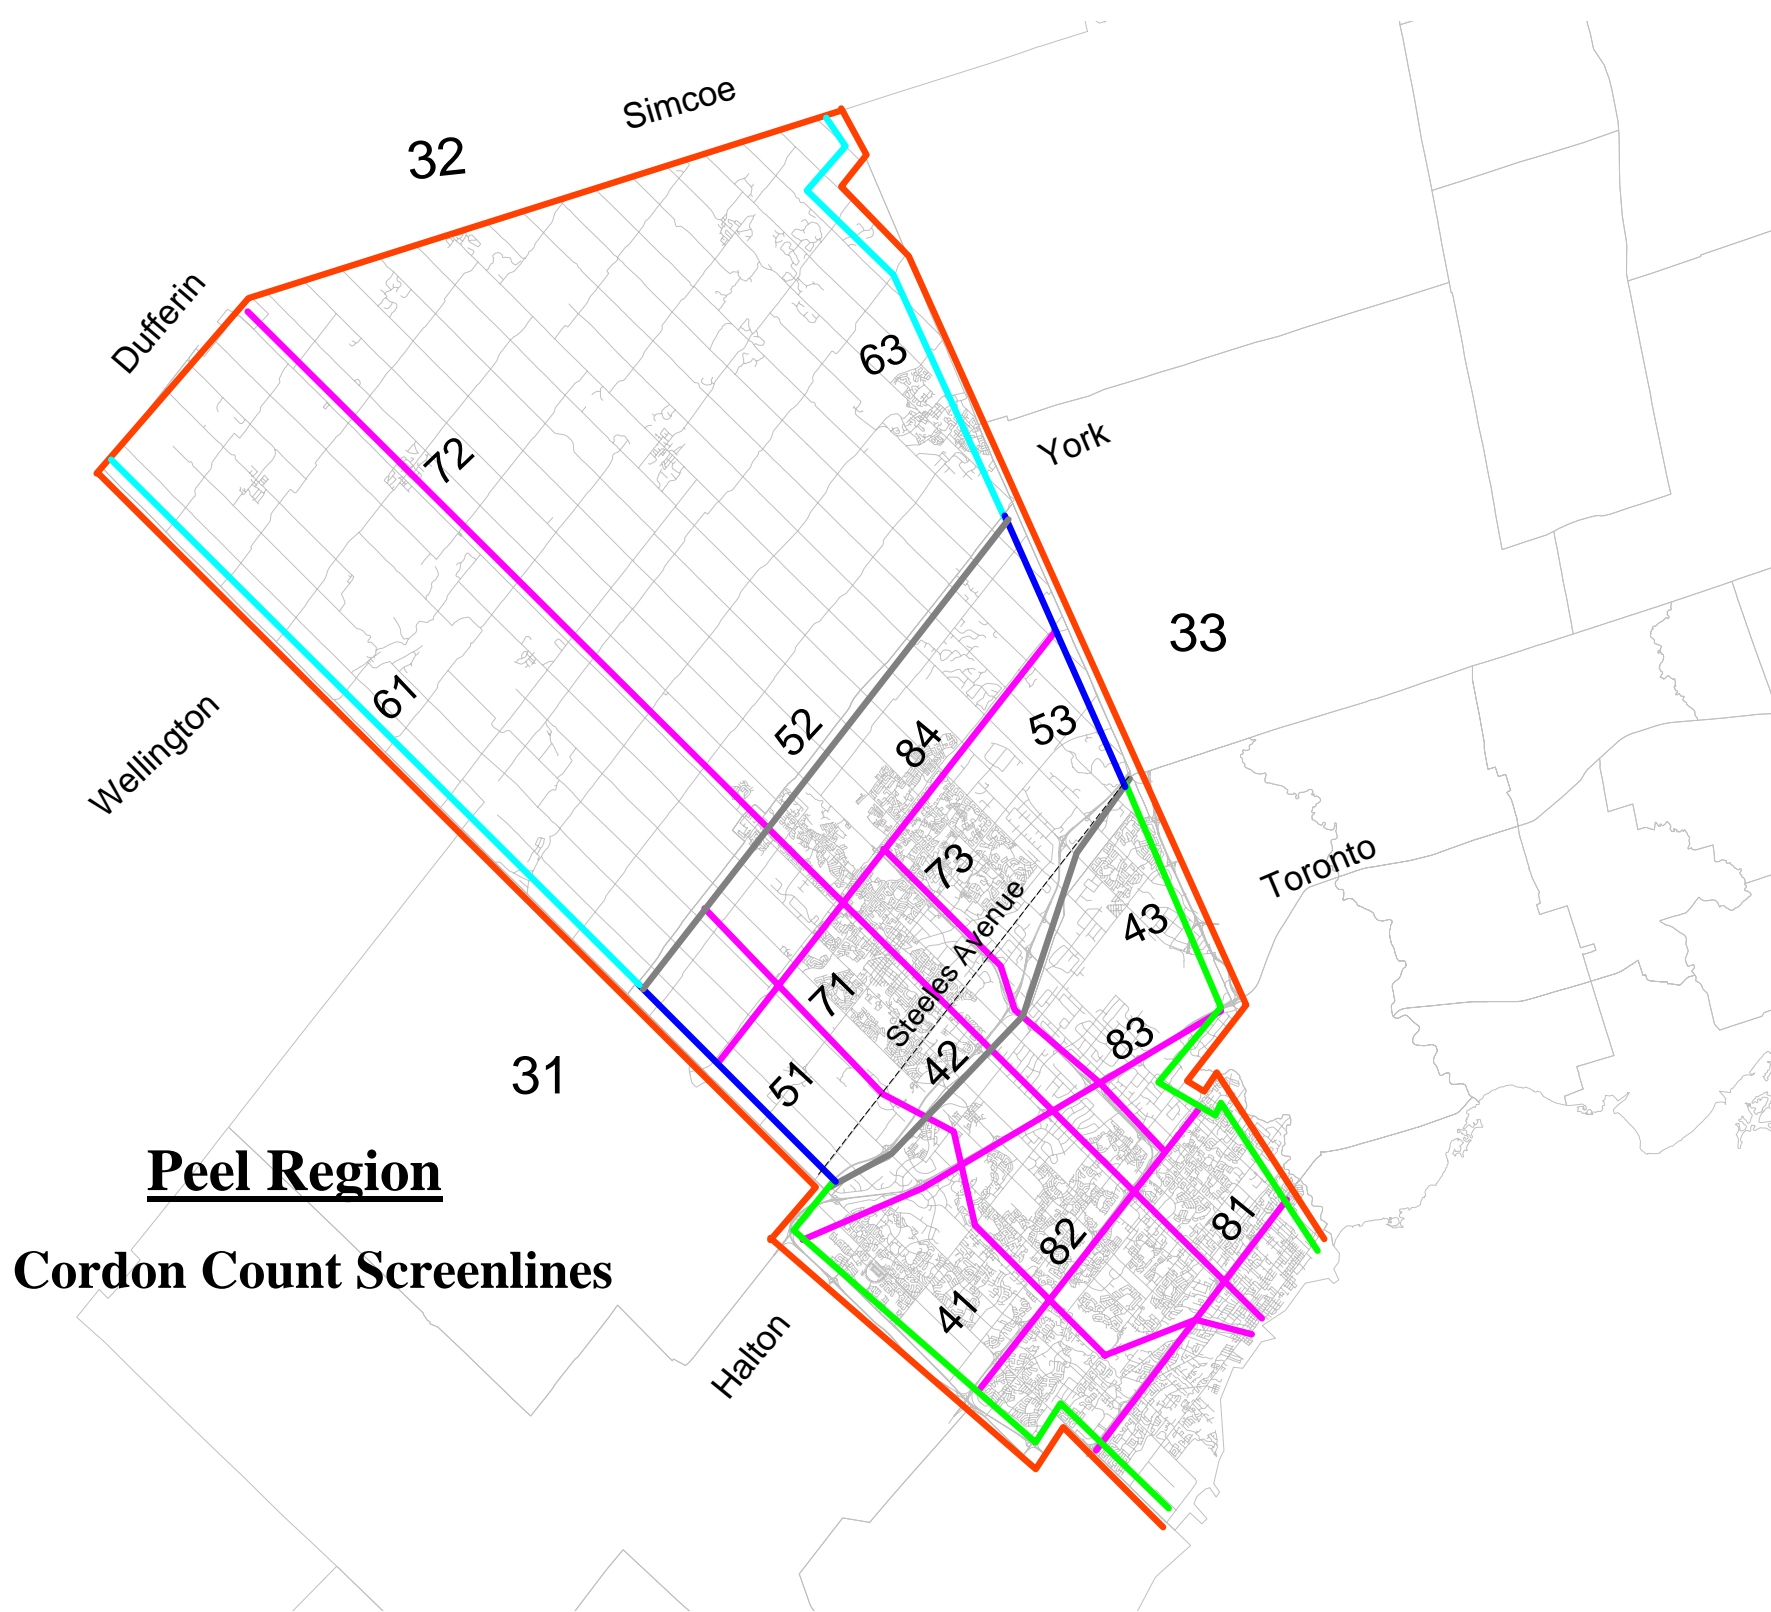 Simcoe
32
Dufferin
63
York
72
33
61
52
84
53
Wellington
73
Toronto
Steeles Avenue
43
71
83
42
31
51
Peel Region
81
82
Cordon Count Screenlines
41
Halton